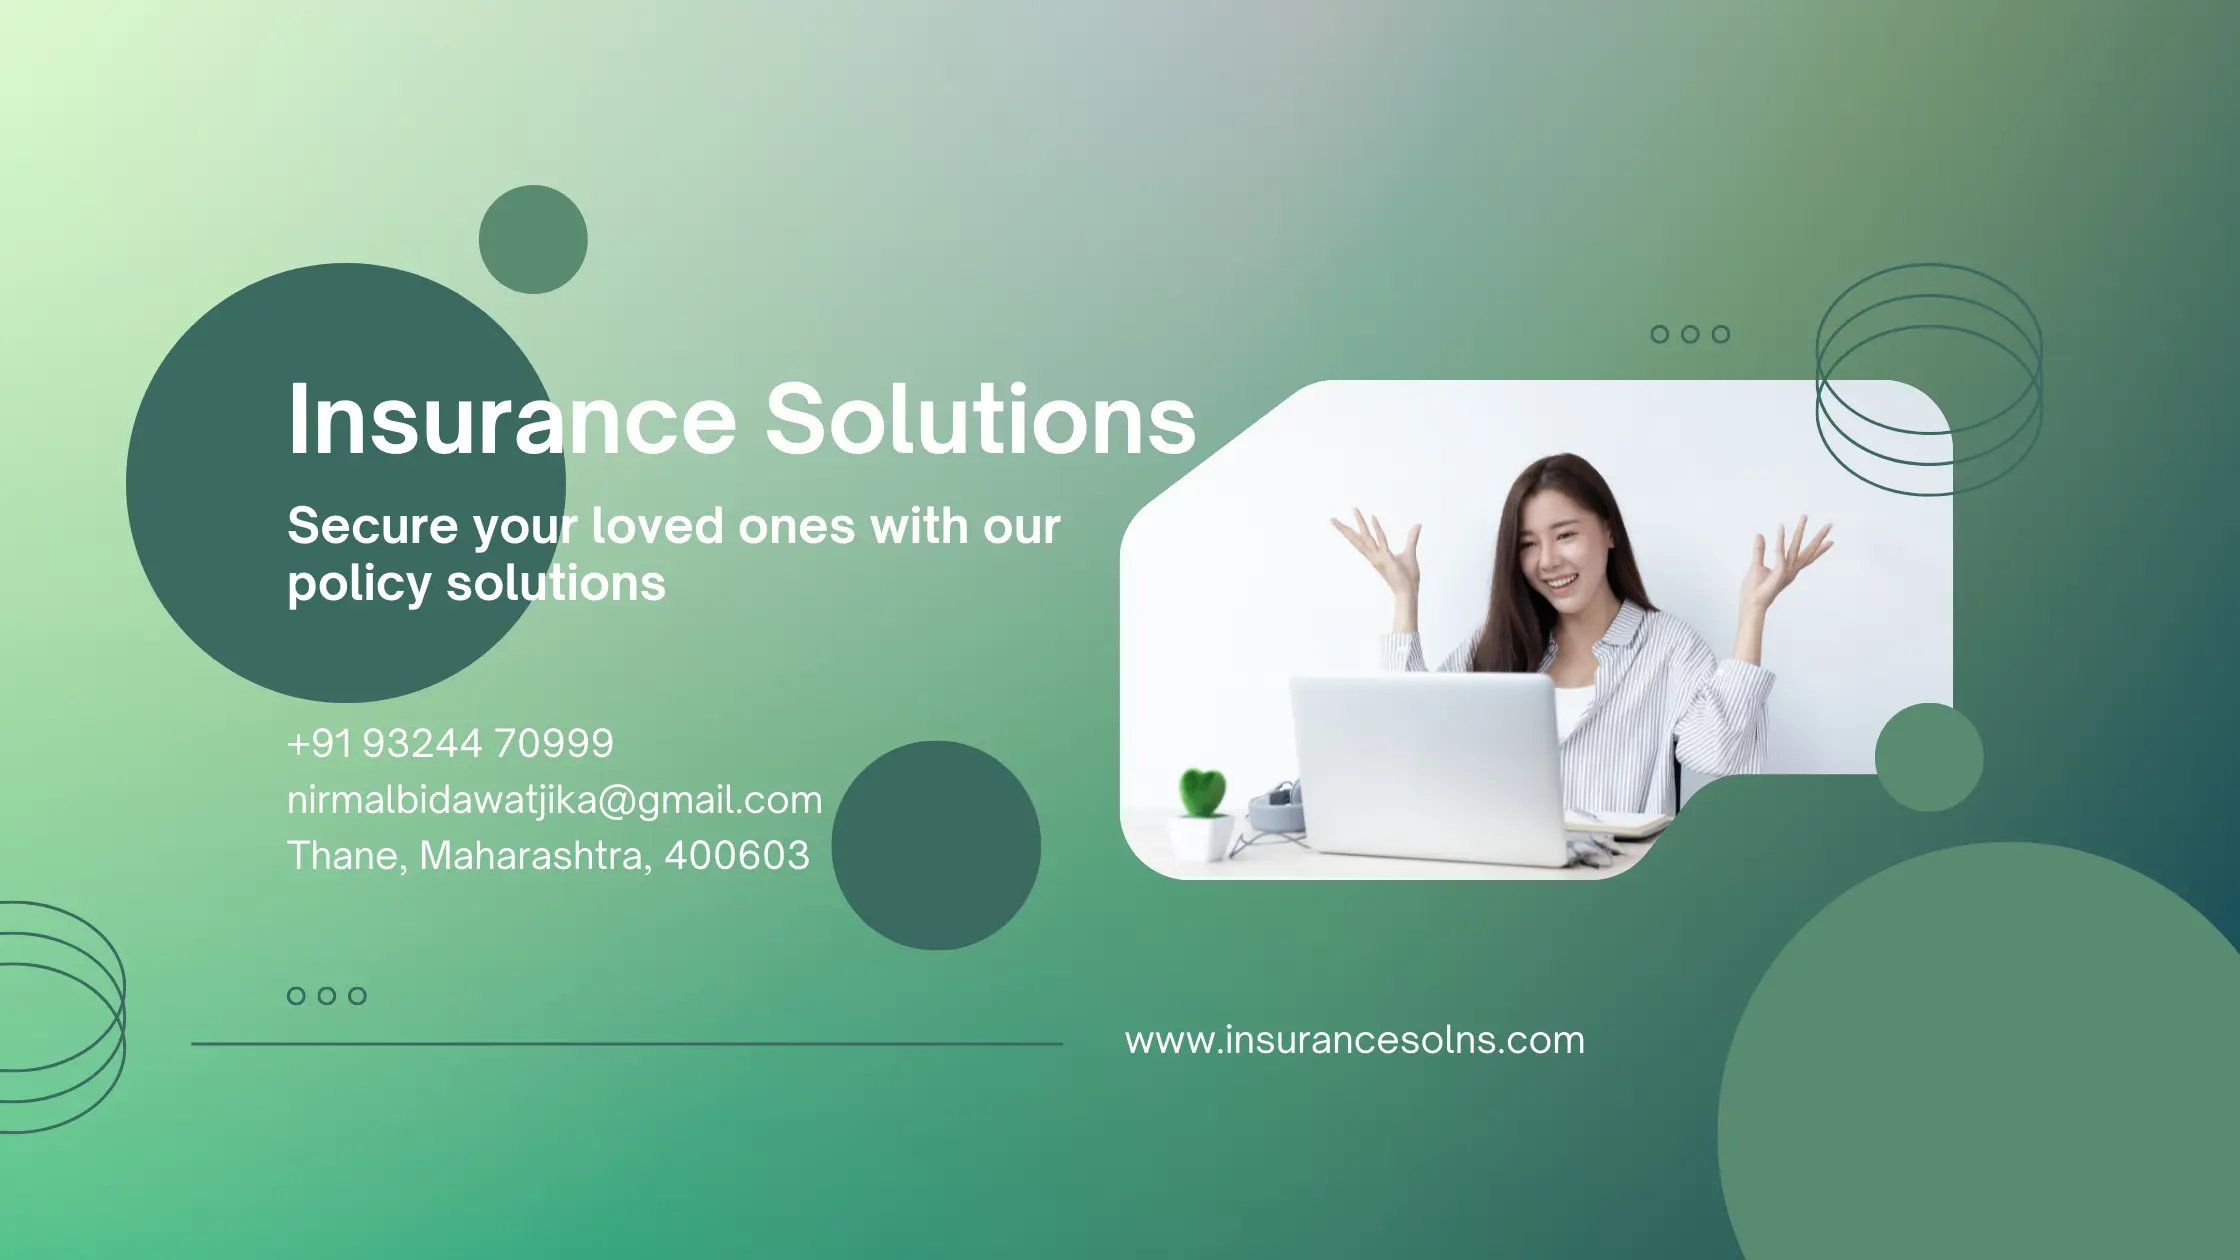 Insurance Solutions
Secure your loved ones with our
policy solutions
+91 93244 70999
nirmalbidawatjika@gmail.com
Thane, Maharashtra, 400603
www.insurancesolns.com